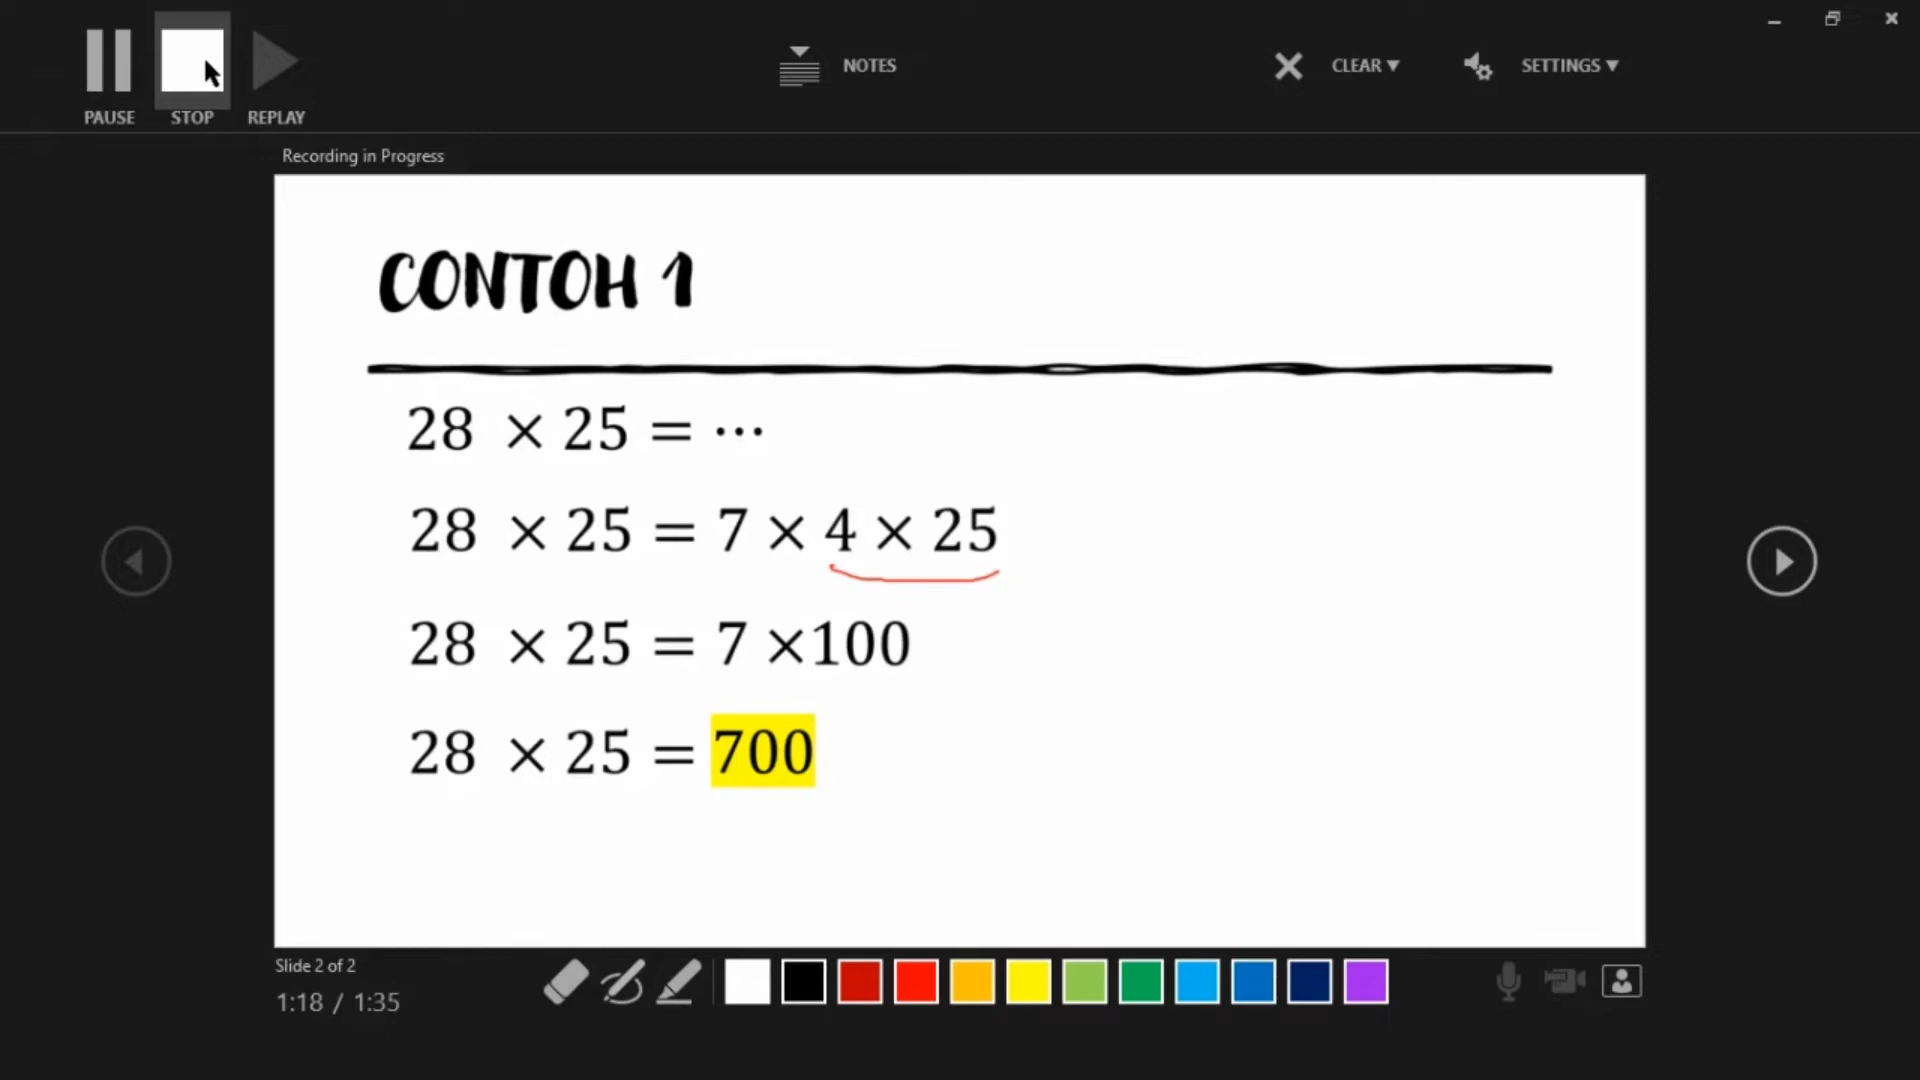 PAUSE STOP REPLAY
NOTES
CLEAR SETTINGS
Recording in Progress
CONTOH 1
28 × 25 = ⋯
28 × 25 = 7 × 4 × 25
28 × 25 = 7 ×100
28 × 25 = 700
Slide 2 of 2
1:18 / 1:35